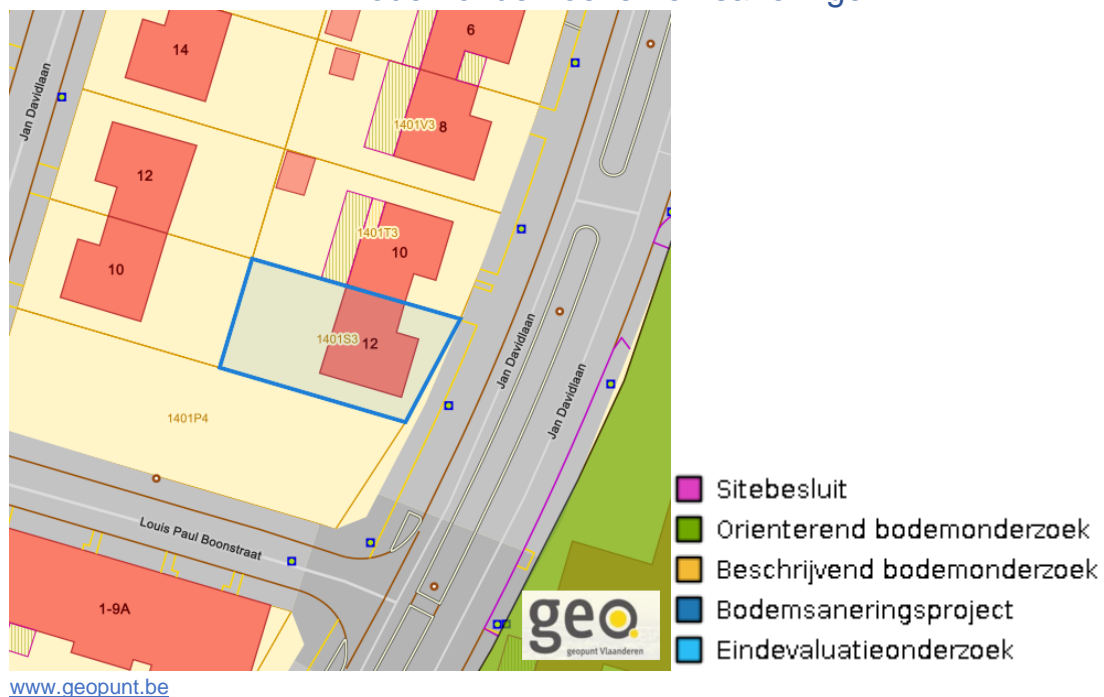 14
6
Jan Davidlaan
1401V3
8
12
1401T3
10
10
1401S3
12
Jan Davidlaan
Jan Davidlaan
1401P4
Louis Paul Boonstraat
1-9A
geo
geopunt Vlaanderen
Sitebesluit
Orienterend bodemonderzoek
Beschrijvend bodemonderzoek
Bodemsaneringsproject
Eindevaluatieonderzoek
www.geopunt.be